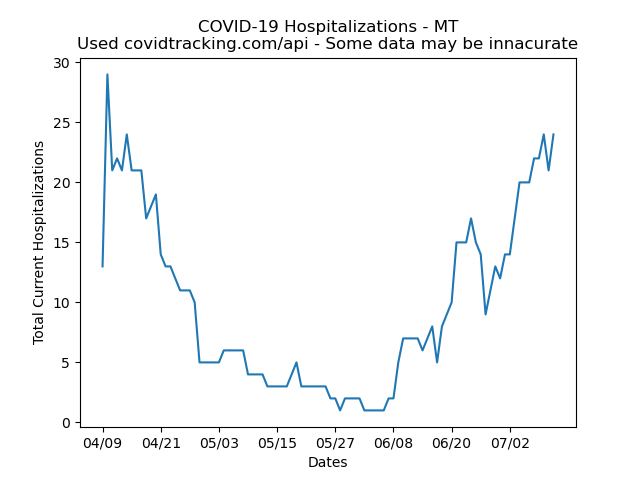 COVID-19 Hospitalizations - MT
Used covidtracking.com/api - Some data may be innacurate
30
25
20
15
10
5
0
Total Current Hospitalizations
04/09 04/21 05/03 05/15 05/27 06/08 06/20 07/02
Dates